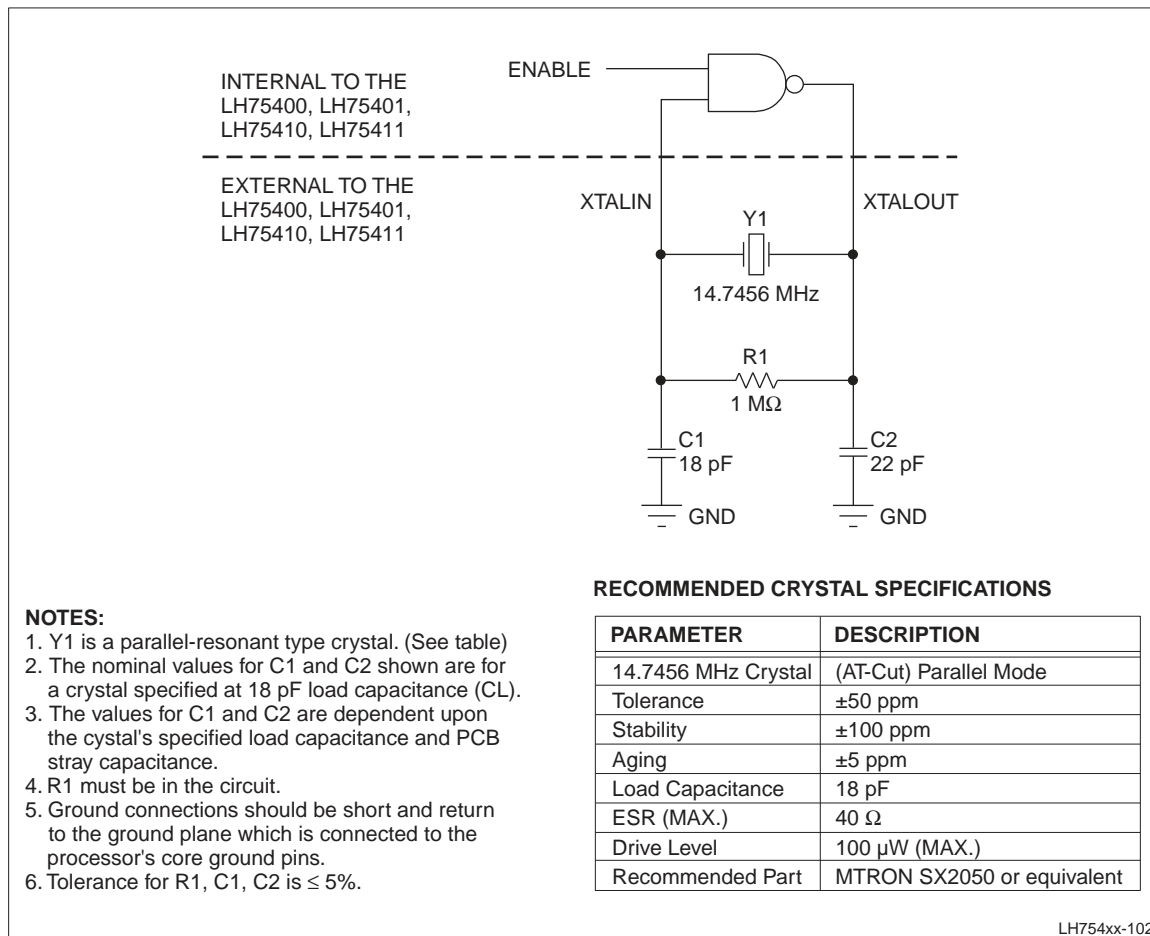 INTERNAL TO THE
LH75400, LH75401,
LH75410, LH75411
ENABLE
EXTERNAL TO THE
LH75400, LH75401,
LH75410, LH75411
XTALIN
XTALOUT
Y1
14.7456 MHz
R1
1 MΩ
C1
18 pF
C2
22 pF
GND
GND
NOTES:
1. Y1 is a parallel-resonant type crystal. (See table)
2. The nominal values for C1 and C2 shown are for
a crystal specified at 18 pF load capacitance (CL).
3. The values for C1 and C2 are dependent upon
the cystal's specified load capacitance and PCB
stray capacitance.
4. R1 must be in the circuit.
5. Ground connections should be short and return
to the ground plane which is connected to the
processor's core ground pins.
6. Tolerance for R1, C1, C2 is ≤ 5%.
RECOMMENDED CRYSTAL SPECIFICATIONS
PARAMETER DESCRIPTION
14.7456 MHz Crystal (AT-Cut) Parallel Mode
Tolerance ±50 ppm
Stability ±100 ppm
Aging ±5 ppm
Load Capacitance 18 pF
ESR (MAX.) 40 Ω
Drive Level 100 µW (MAX.)
Recommended Part MTRON SX2050 or equivalent
LH754xx-102